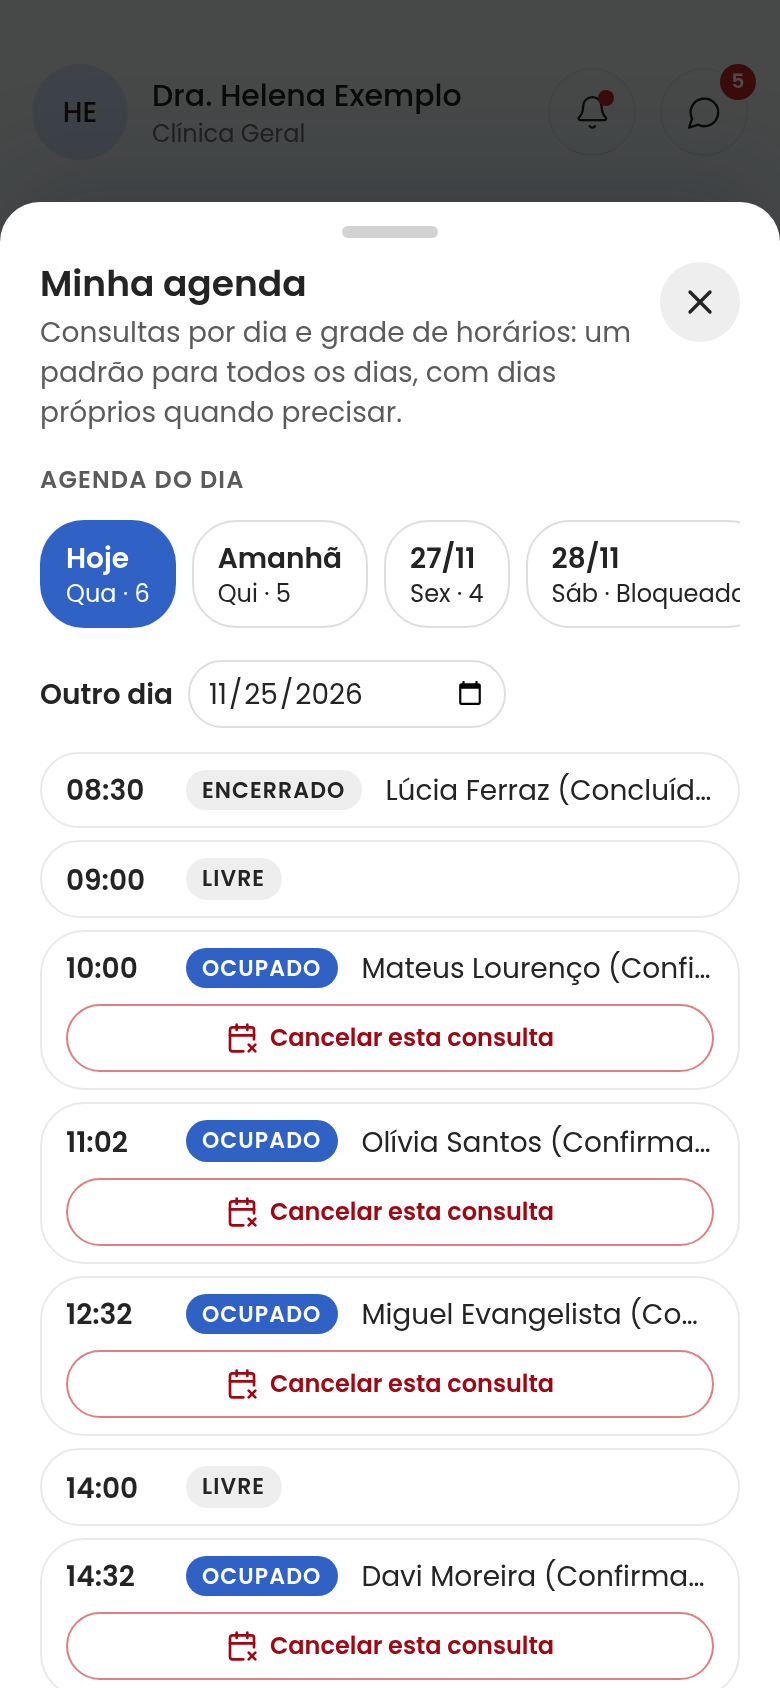 HE
Dra. Helena Exemplo
Clínica Geral
5
Minha agenda
Consultas por dia e grade de horários: um
padrão para todos os dias, com dias
próprios quando precisar.
AGENDA DO DIA
Hoje
Qua · 6
Amanhã
Qui · 5
27/11
Sex · 4
28/11
Sáb · Bloqueado
Outro dia
11/25/2026
08:30 ENCERRADO Lúcia Ferraz (Concluíd...
09:00 LIVRE
10:00 OCUPADO Mateus Lourenço (Confi...
Cancelar esta consulta
11:02 OCUPADO Olívia Santos (Confirma...
Cancelar esta consulta
12:32 OCUPADO Miguel Evangelista (Co...
Cancelar esta consulta
14:00 LIVRE
14:32 OCUPADO Davi Moreira (Confirma...
Cancelar esta consulta